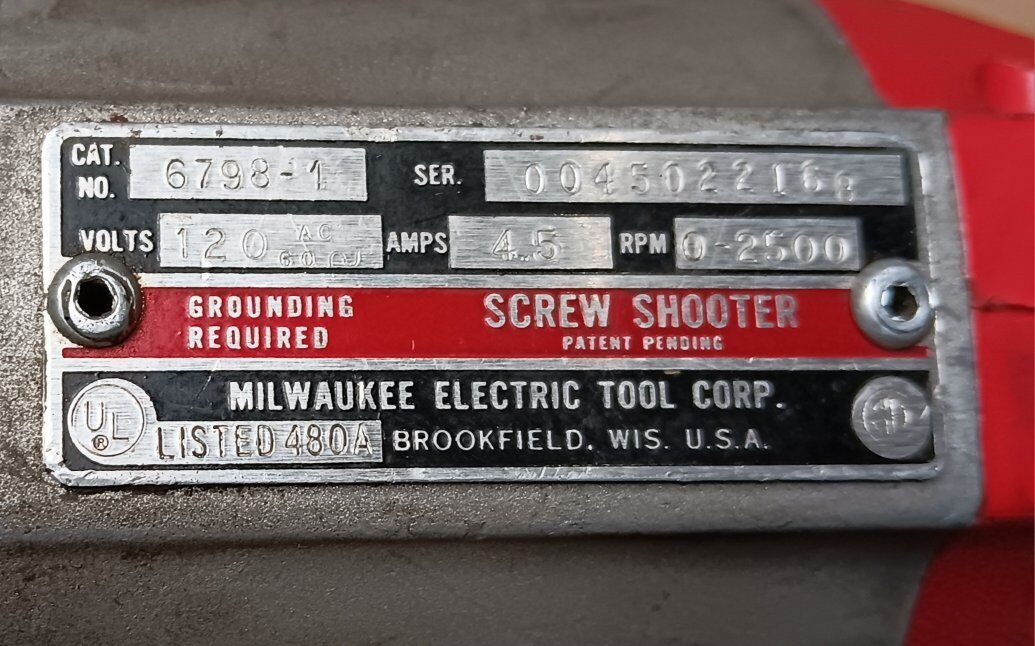 CAT. NO. 6798-1 SER. 004502216B
VOLTS 120 AC 60 AMPS 4.5 RPM 0-2500
GROUNDING REQUIRED
SCREW SHOOTER
PATENT PENDING
UL ® LISTED 480A
MILWAUKEE ELECTRIC TOOL CORP.
BROOKFIELD, WIS. U.S.A.